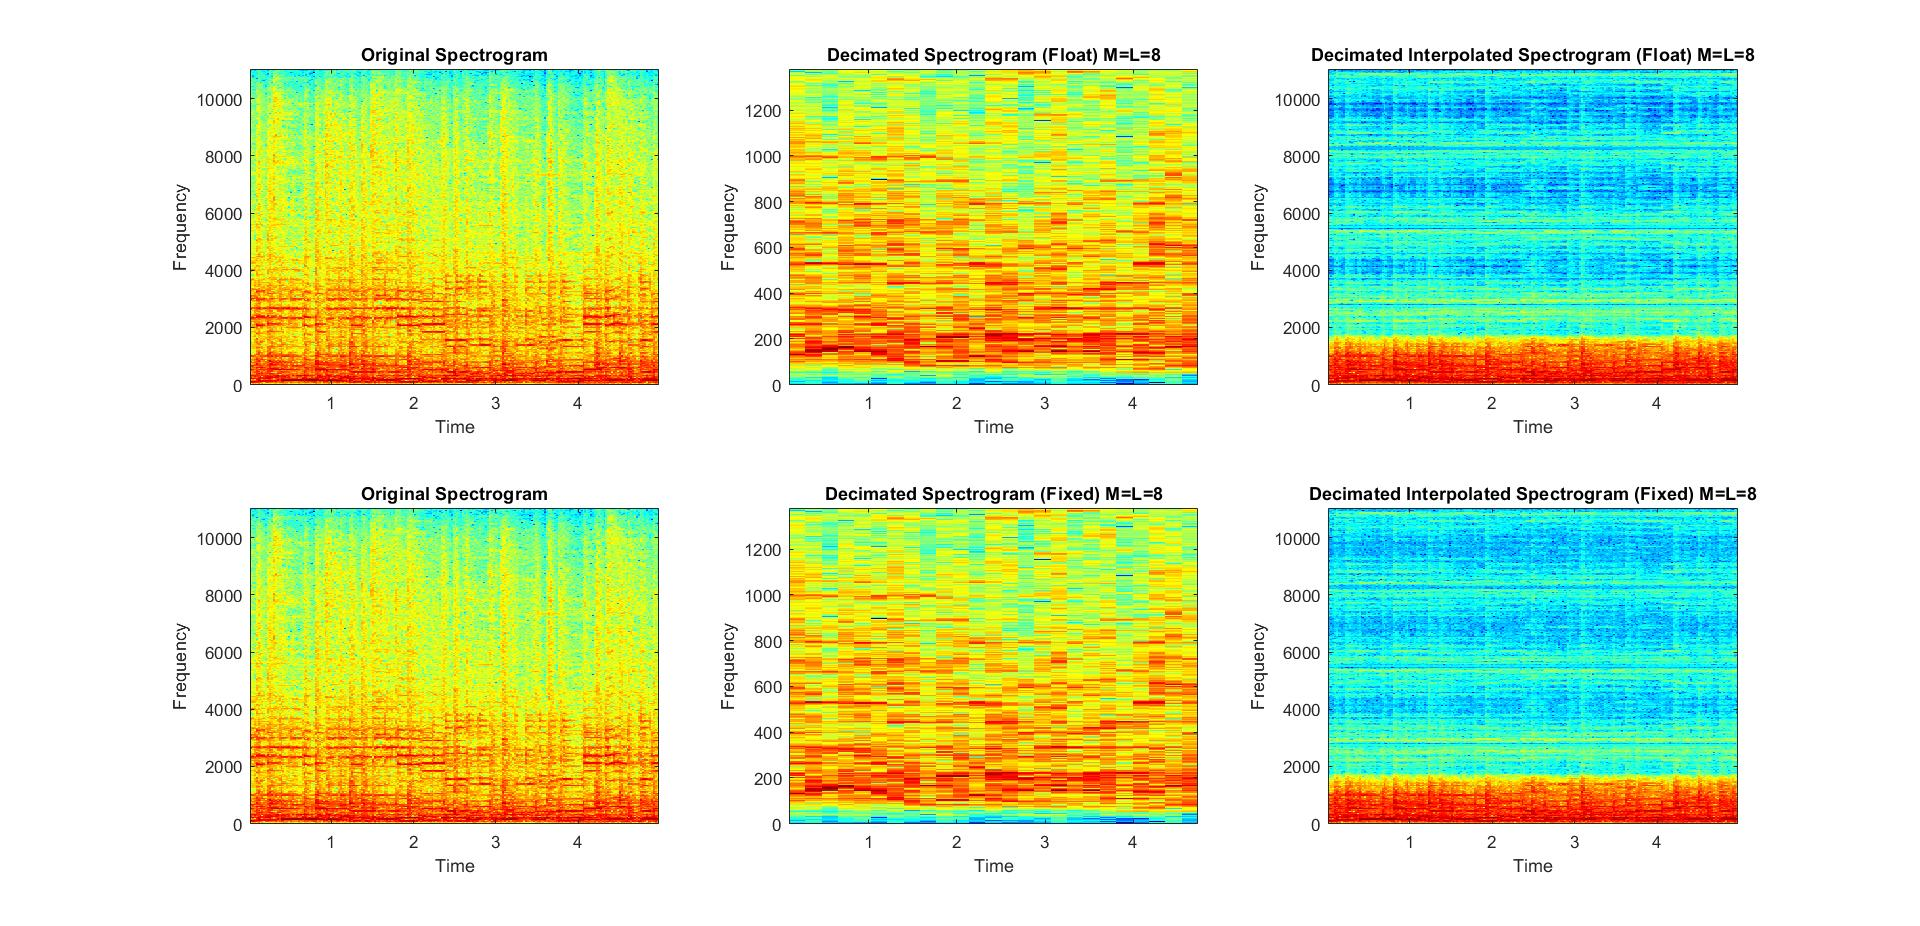 Original Spectrogram
10000
8000
6000
4000
2000
0
Frequency
1 2 3 4
Time
Decimated Spectrogram (Float) M=L=8
1200
1000
800
600
400
200
0
Frequency
1 2 3 4
Time
Decimated Interpolated Spectrogram (Float) M=L=8
10000
8000
6000
4000
2000
0
Frequency
1 2 3 4
Time
Original Spectrogram
10000
8000
6000
4000
2000
0
Frequency
1 2 3 4
Time
Decimated Spectrogram (Fixed) M=L=8
1200
1000
800
600
400
200
0
Frequency
1 2 3 4
Time
Decimated Interpolated Spectrogram (Fixed) M=L=8
10000
8000
6000
4000
2000
0
Frequency
1 2 3 4
Time